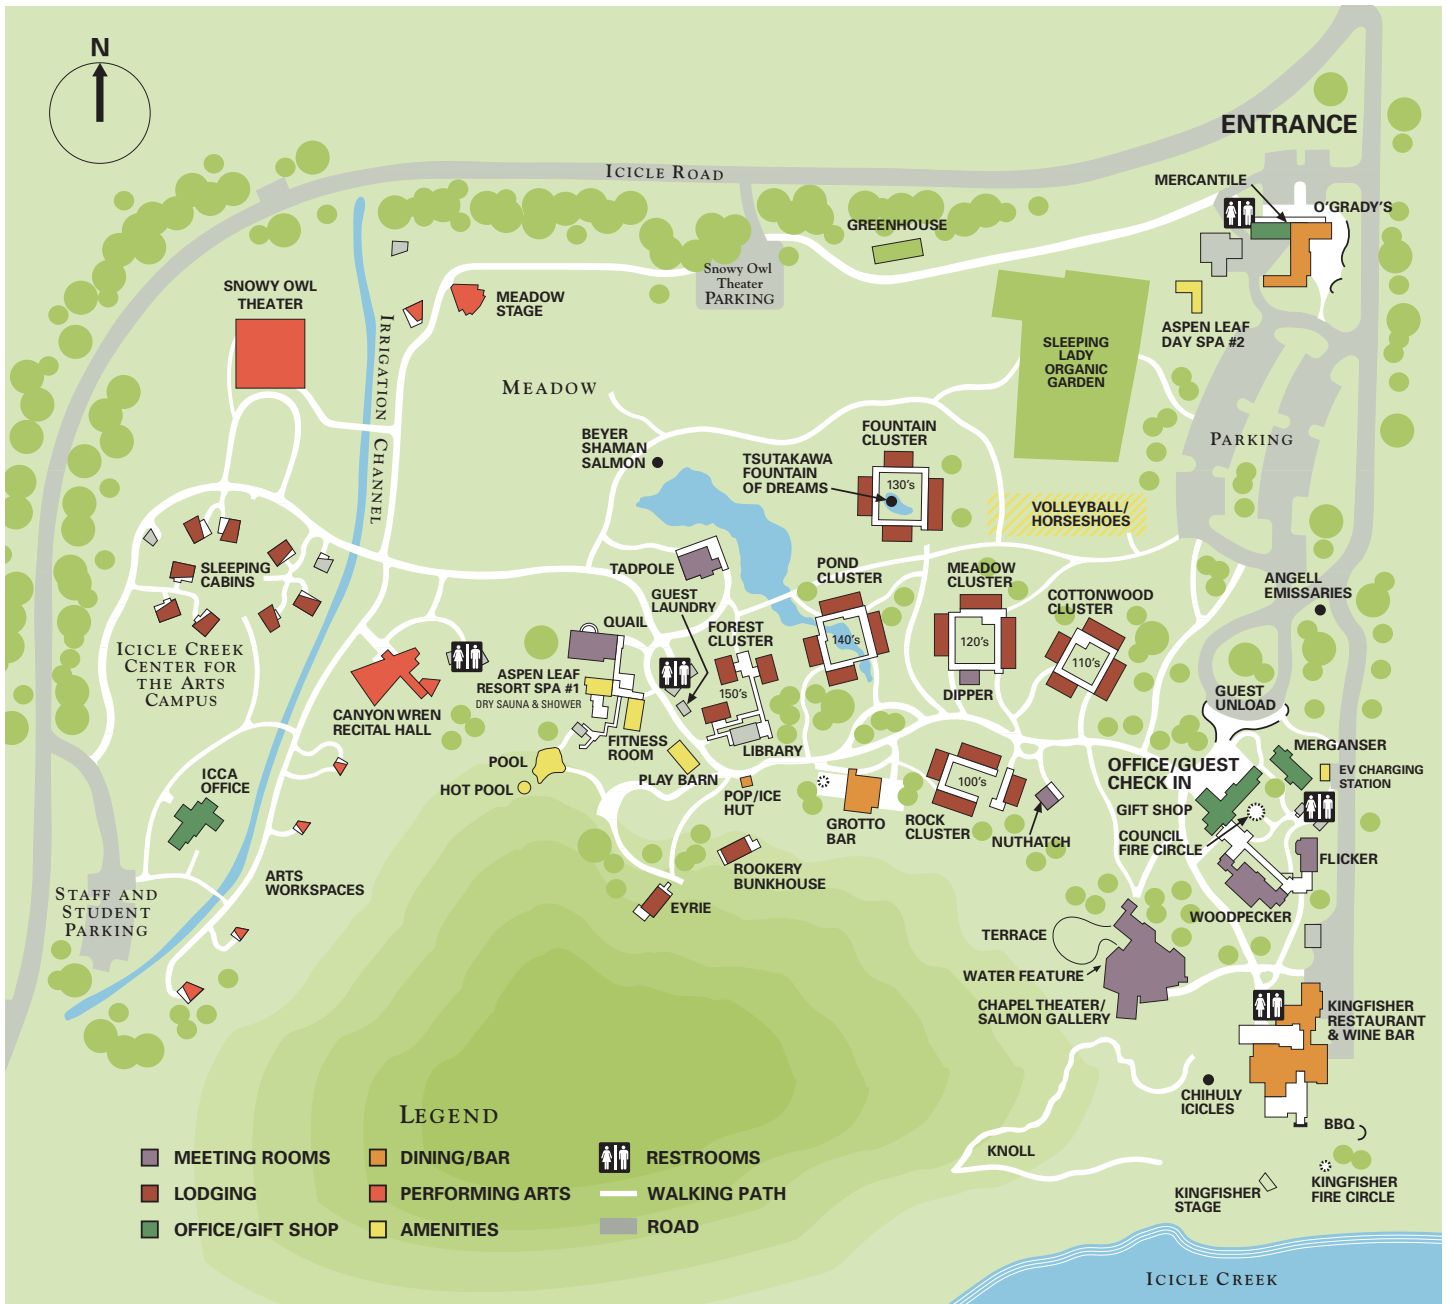 N
ENTRANCE
ICICLE ROAD
MERCANTILE
O'GRADY'S
GREENHOUSE
Snowy Owl
Theater
PARKING
SNOWY OWL
THEATER
MEADOW
STAGE
IRRIGATION CHANNEL
ASPEN LEAF
DAY SPA #2
SLEEPING
LADY
ORGANIC
GARDEN
MEADOW
PARKING
BEYER
SHAMAN
SALMON
FOUNTAIN
CLUSTER
TSUTAKAWA
FOUNTAIN
OF DREAMS
130's
VOLLEYBALL/
HORSESHOES
SLEEPING
CABINS
TADPOLE
POND
CLUSTER
MEADOW
CLUSTER
COTTONWOOD
CLUSTER
ANGELL
EMISSARIES
GUEST
LAUNDRY
QUAIL
FOREST
CLUSTER
140's
120's
110's
ICICLE CREEK
CENTER FOR
THE ARTS
CAMPUS
ASPEN LEAF
RESORT SPA #1
DRY SAUNA & SHOWER
150's
DIPPER
GUEST
UNLOAD
CANYON WREN
RECITAL HALL
FITNESS
ROOM
LIBRARY
MERGANSER
POOL
HOT POOL
PLAY BARN
OFFICE/GUEST
CHECK IN
EV CHARGING
STATION
ICCA
OFFICE
POP/ICE
HUT
100's
GIFT SHOP
GROTTO
BAR
ROCK
CLUSTER
NUTHATCH
COUNCIL
FIRE CIRCLE
FLICKER
ARTS
WORKSPACES
ROOKERY
BUNKHOUSE
STAFF AND
STUDENT
PARKING
EYRIE
WOODPECKER
TERRACE
WATER FEATURE
CHAPEL THEATER/
SALMON GALLERY
KINGFISHER
RESTAURANT
& WINE BAR
CHIHULY
ICICLES
BBQ
KNOLL
KINGFISHER
STAGE
KINGFISHER
FIRE CIRCLE
LEGEND
MEETING ROOMS
LODGING
OFFICE/GIFT SHOP
DINING/BAR
PERFORMING ARTS
AMENITIES
RESTROOMS
WALKING PATH
ROAD
ICICLE CREEK